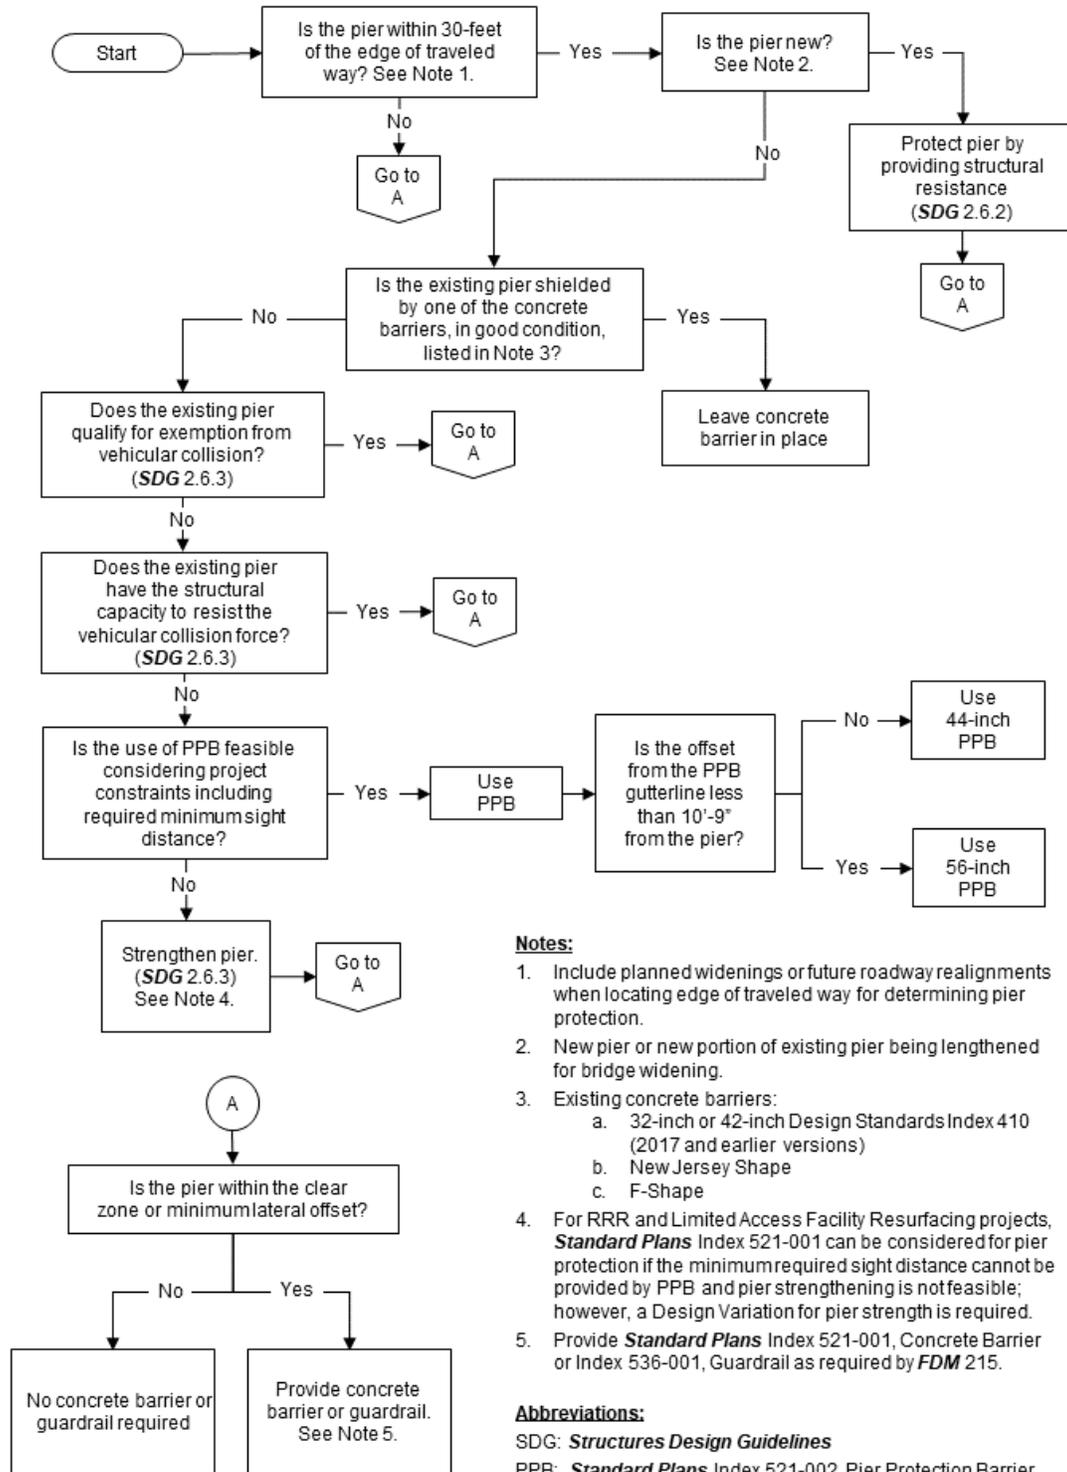 Start
Is the pier within 30-feet
of the edge of traveled
way? See Note 1.
Yes
Is the pier new?
See Note 2.
Yes
No
Go to
A
No
Protect pier by
providing structural
resistance
(SDG 2.6.2)
Go to
A
Is the existing pier shielded
by one of the concrete
barriers, in good condition,
listed in Note 3?
No
Yes
Leave concrete
barrier in place
Does the existing pier
qualify for exemption from
vehicular collision?
(SDG 2.6.3)
Yes
Go to
A
No
Does the existing pier
have the structural
capacity to resist the
vehicular collision force?
(SDG 2.6.3)
Yes
Go to
A
No
Is the use of PPB feasible
considering project
constraints including
required minimum sight
distance?
Yes
Use
PPB
Is the offset
from the PPB
gutterline less
than 10'-9"
from the pier?
No
Use
44-inch
PPB
Yes
Use
56-inch
PPB
No
Strengthen pier.
(SDG 2.6.3)
See Note 4.
Go to
A
A
Is the pier within the clear
zone or minimum lateral offset?
No
Yes
No concrete barrier or
guardrail required
Provide concrete
barrier or guardrail.
See Note 5.
Notes:
1. Include planned widenings or future roadway realignments
when locating edge of traveled way for determining pier
protection.
2. New pier or new portion of existing pier being lengthened
for bridge widening.
3. Existing concrete barriers:
a. 32-inch or 42-inch Design Standards Index 410
(2017 and earlier versions)
b. New Jersey Shape
c. F-Shape
4. For RRR and Limited Access Facility Resurfacing projects,
Standard Plans Index 521-001 can be considered for pier
protection if the minimum required sight distance cannot be
provided by PPB and pier strengthening is not feasible;
however, a Design Variation for pier strength is required.
5. Provide Standard Plans Index 521-001, Concrete Barrier
or Index 536-001, Guardrail as required by FDM 215.
Abbreviations:
SDG: Structures Design Guidelines
PPB: Standard Plans Index 521-002, Pier Protection Barrier